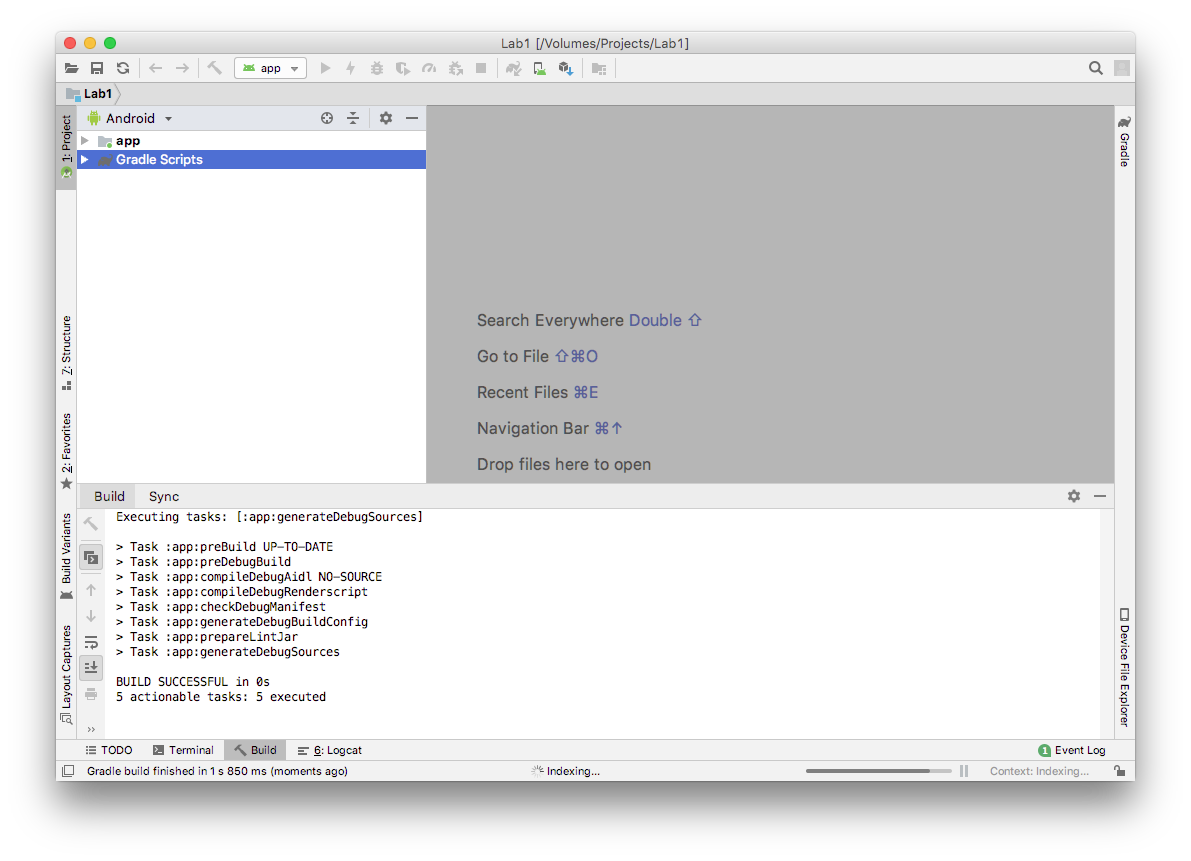 Lab1 [/Volumes/Projects/Lab1]
app
Lab1
Android
app
Gradle Scripts
1: Project
Z: Structure
2: Favorites
Build Variants
Layout Captures
Gradle
Device File Explorer
Search Everywhere Double ⇧
Go to File ⇧⌘O
Recent Files ⌘E
Navigation Bar ⌘↑
Drop files here to open
Build Sync
Executing tasks: [:app:generateDebugSources]
> Task :app:preBuild UP-TO-DATE
> Task :app:preDebugBuild
> Task :app:compileDebugAidl NO-SOURCE
> Task :app:compileDebugRenderscript
> Task :app:checkDebugManifest
> Task :app:generateDebugBuildConfig
> Task :app:prepareLintJar
> Task :app:generateDebugSources
BUILD SUCCESSFUL in 0s
5 actionable tasks: 5 executed
TODO Terminal Build 6: Logcat 1 Event Log
Gradle build finished in 1 s 850 ms (moments ago) Indexing... Context: Indexing...